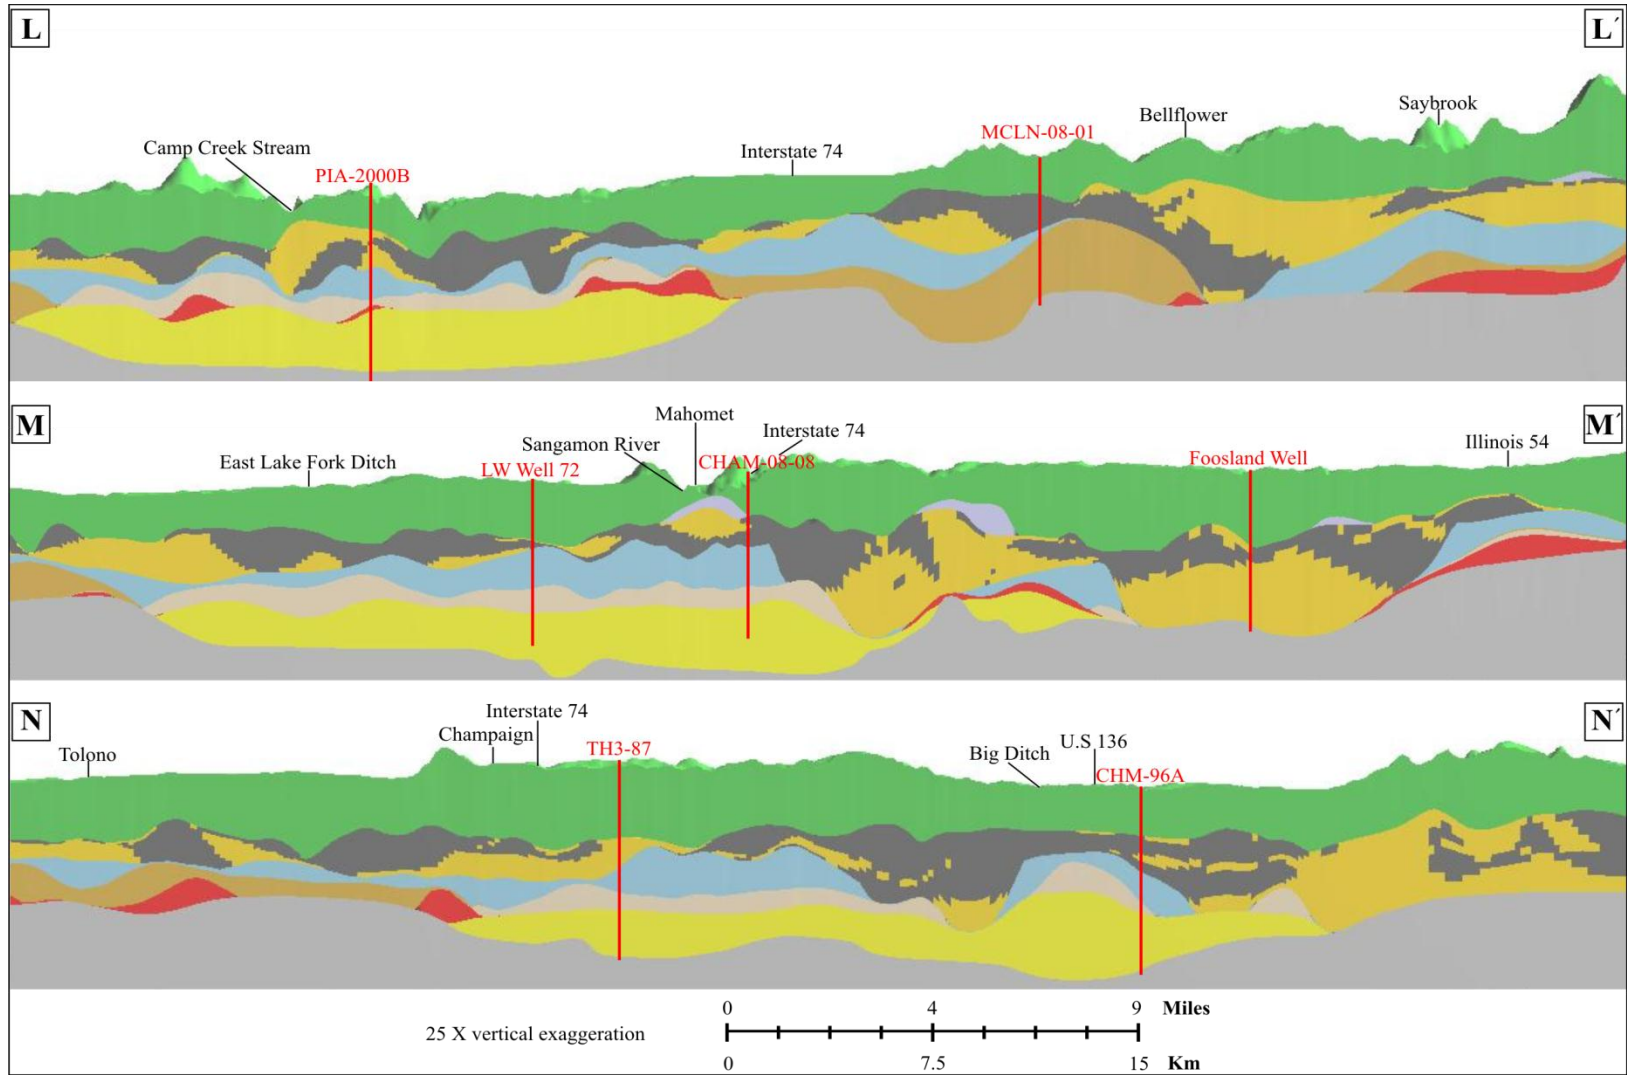 L
L´
Saybrook
Bellflower
MCLN-08-01
Camp Creek Stream
Interstate 74
PIA-2000B
M
M´
Mahomet
Interstate 74
Sangamon River
Illinois 54
East Lake Fork Ditch
LW Well 72
CHAM-08-08
Foosland Well
N
N´
Interstate 74
Champaign
Tolono
TH3-87
Big Ditch
U.S 136
CHM-96A
0 4 9 Miles
25 X vertical exaggeration
0 7.5 15 Km